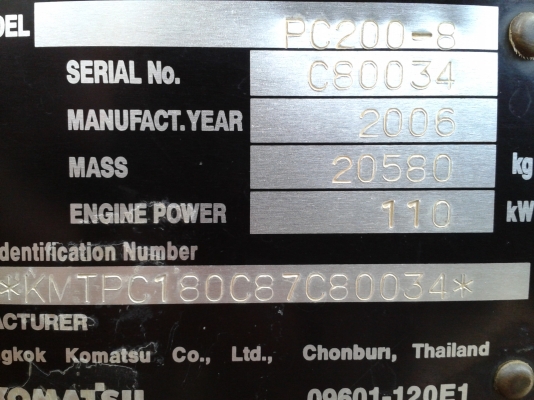 ODEL PC200-8
SERIAL No. C80034
MANUFACT.YEAR 2006
MASS 20580 kg
ENGINE POWER 110 kW
dentification Number
*KMTPC180C87C80034*
ACTURER
gkok Komatsu Co., Ltd., Chonburi, Thailand
KOMATSU 09601-120E1